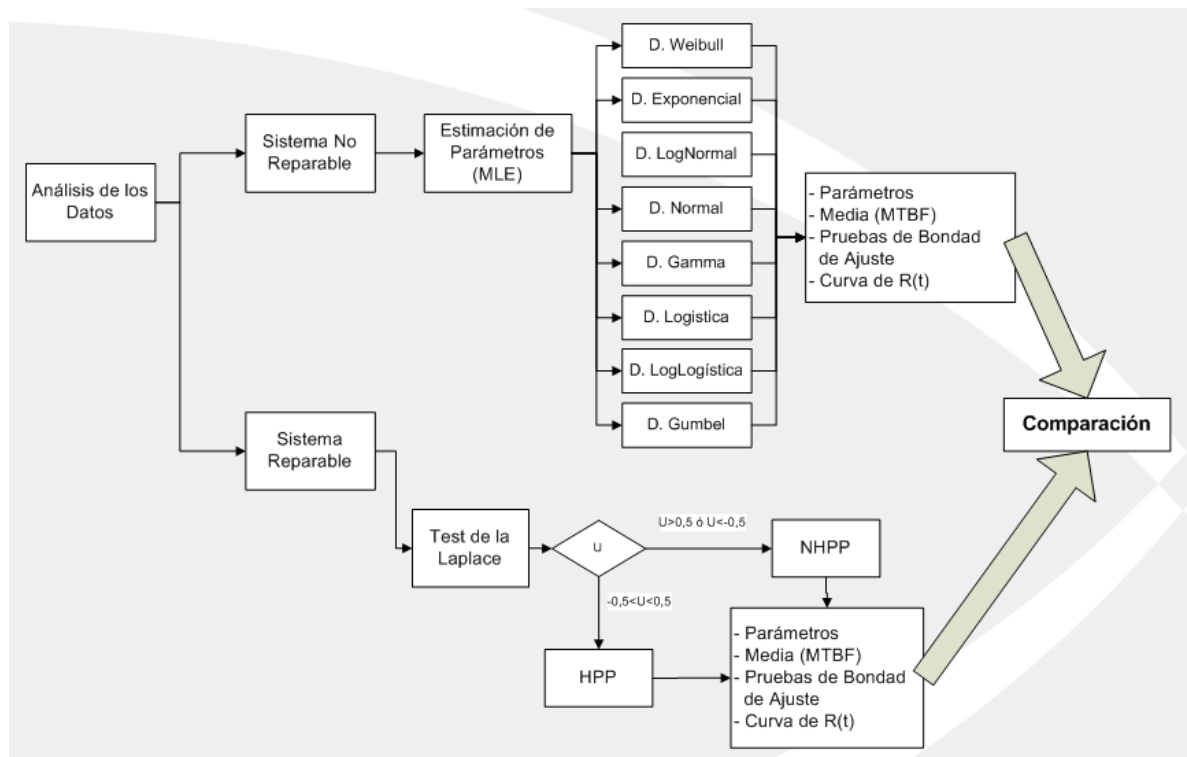 Análisis de los
Datos
Sistema No
Reparable
Estimación de
Parámetros
(MLE)
D. Weibull
D. Exponencial
D. LogNormal
D. Normal
D. Gamma
D. Logistica
D. LogLogística
D. Gumbel
- Parámetros
- Media (MTBF)
- Pruebas de Bondad
de Ajuste
- Curva de R(t)
Comparación
Sistema
Reparable
Test de la
Laplace
U
U>0,5 ó U<-0,5
NHPP
-0,5<U<0,5
HPP
- Parámetros
- Media (MTBF)
- Pruebas de Bondad
de Ajuste
- Curva de R(t)